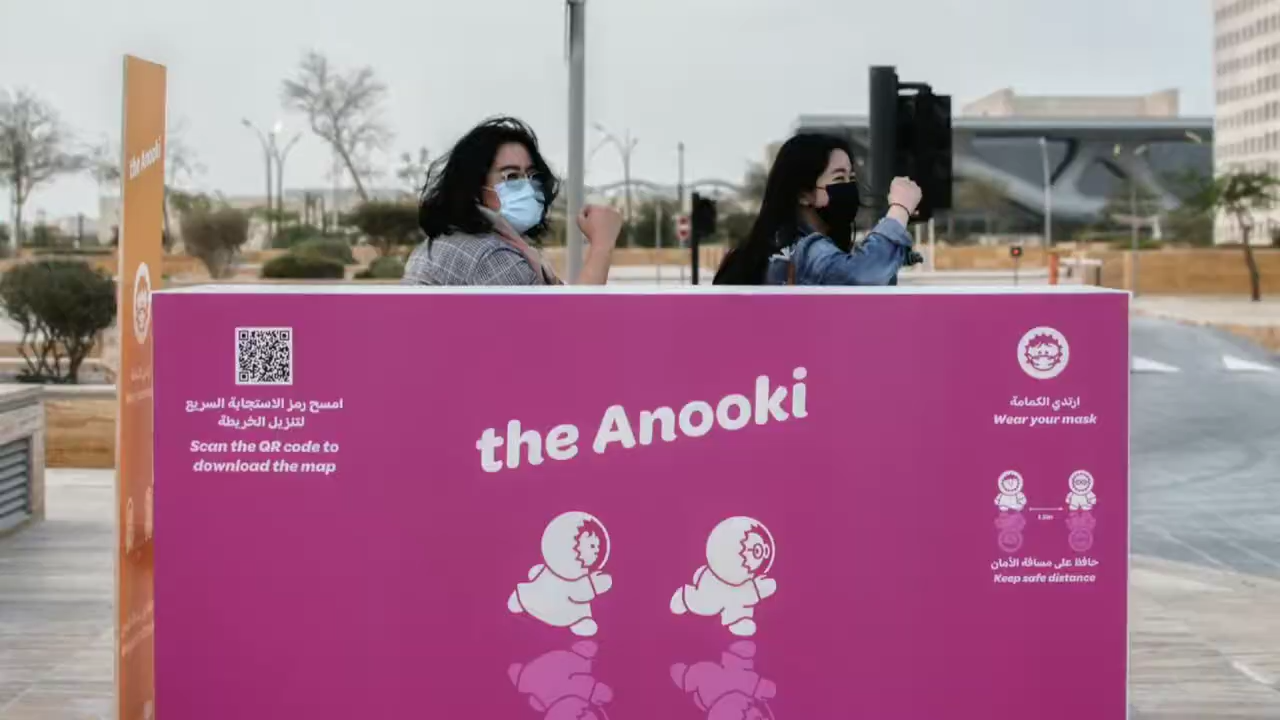 the Anooki
امسح رمز الاستجابة السريع
لتنزيل الخريطة
Scan the QR code to
download the map
the Anooki
ارتدي الكمامة
Wear your mask
حافظ على مسافة الأمان
Keep safe distance